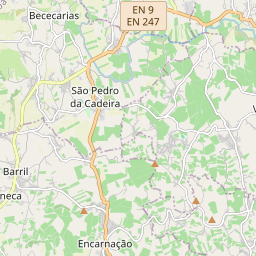 EN 9
EN 247
Bececarias
São Pedro
da Cadeira
Barril
neca
Encarnação